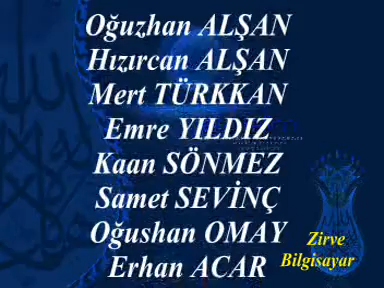 Oğuzhan ALŞAN
Hızırcan ALŞAN
Mert TÜRKKAN
Emre YILDIZ
Kaan SÖNMEZ
Samet SEVİNÇ
Oğushan OMAY
Erhan ACAR
Zirve
Bilgisayar